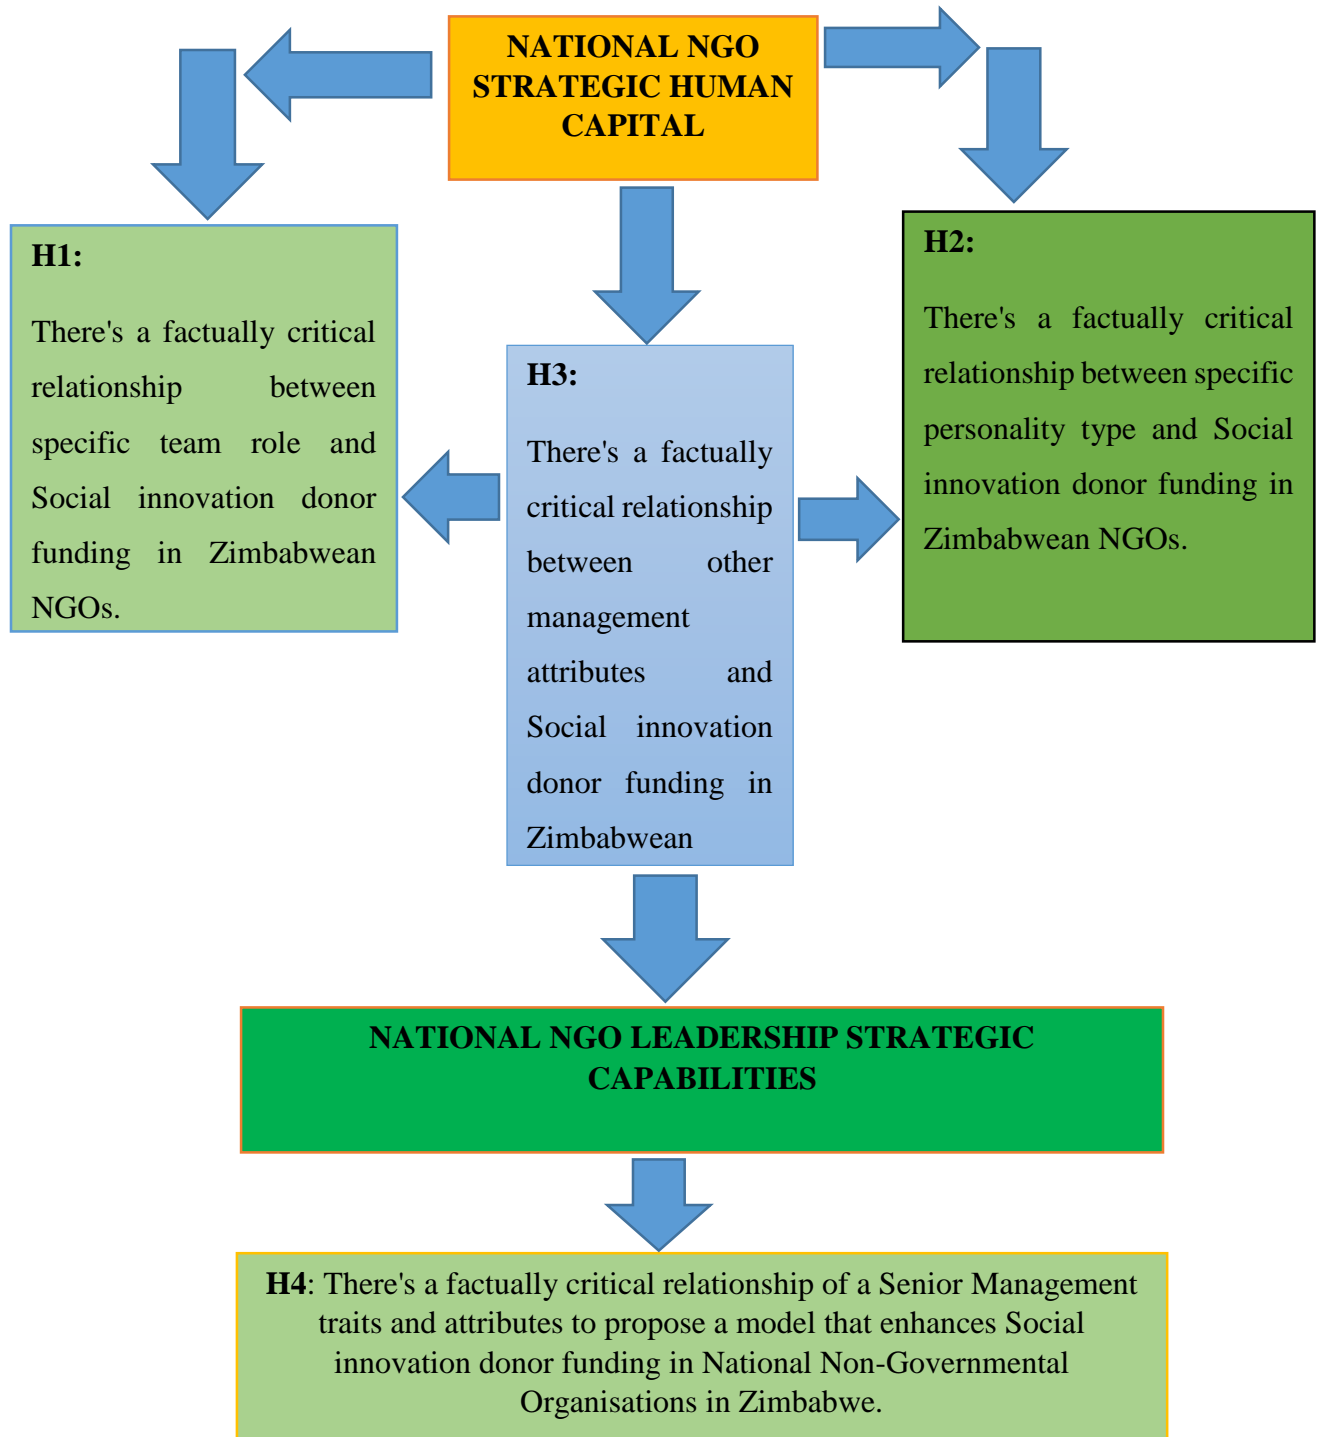 NATIONAL NGO
STRATEGIC HUMAN
CAPITAL
H1:
There's a factually critical
relationship between
specific team role and
Social innovation donor
funding in Zimbabwean
NGOs.
H2:
There's a factually critical
relationship between specific
personality type and Social
innovation donor funding in
Zimbabwean NGOs.
H3:
There's a factually
critical relationship
between other
management
attributes and
Social innovation
donor funding in
Zimbabwean
NATIONAL NGO LEADERSHIP STRATEGIC
CAPABILITIES
H4: There's a factually critical relationship of a Senior Management
traits and attributes to propose a model that enhances Social
innovation donor funding in National Non-Governmental
Organisations in Zimbabwe.